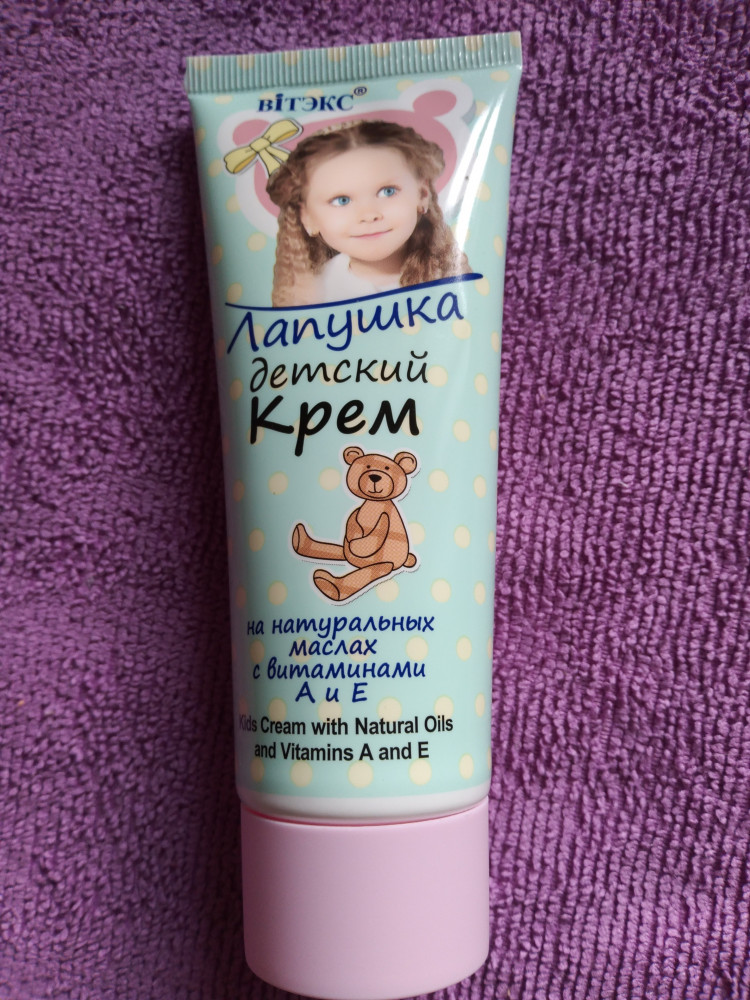 вiтэкс®
Лапушка
детский
Крем
на натуральных
маслах
с витаминами
А и Е
Kids Cream with Natural Oils
and Vitamins A and E